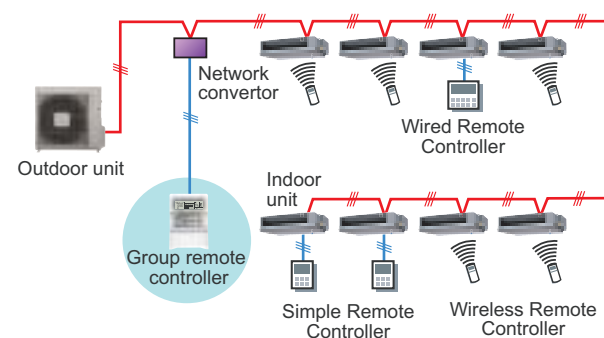 Network
convertor
Wired Remote
Controller
Outdoor unit
Indoor
unit
Group remote
controller
Simple Remote
Controller
Wireless Remote
Controller